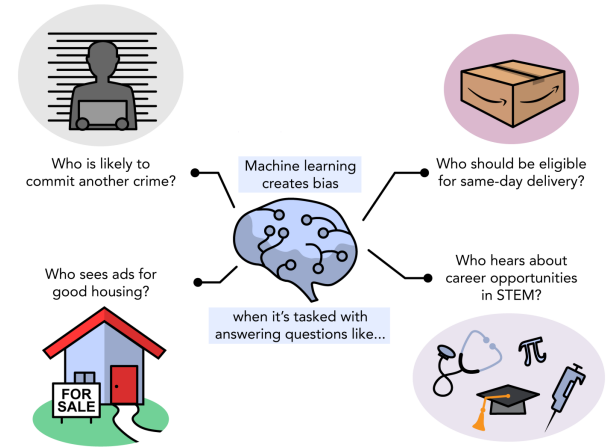 Who is likely to
commit another crime?
Machine learning
creates bias
Who should be eligible
for same-day delivery?
Who sees ads for
good housing?
Who hears about
career opportunities
in STEM?
when it's tasked with
answering questions like...
FOR
SALE
π